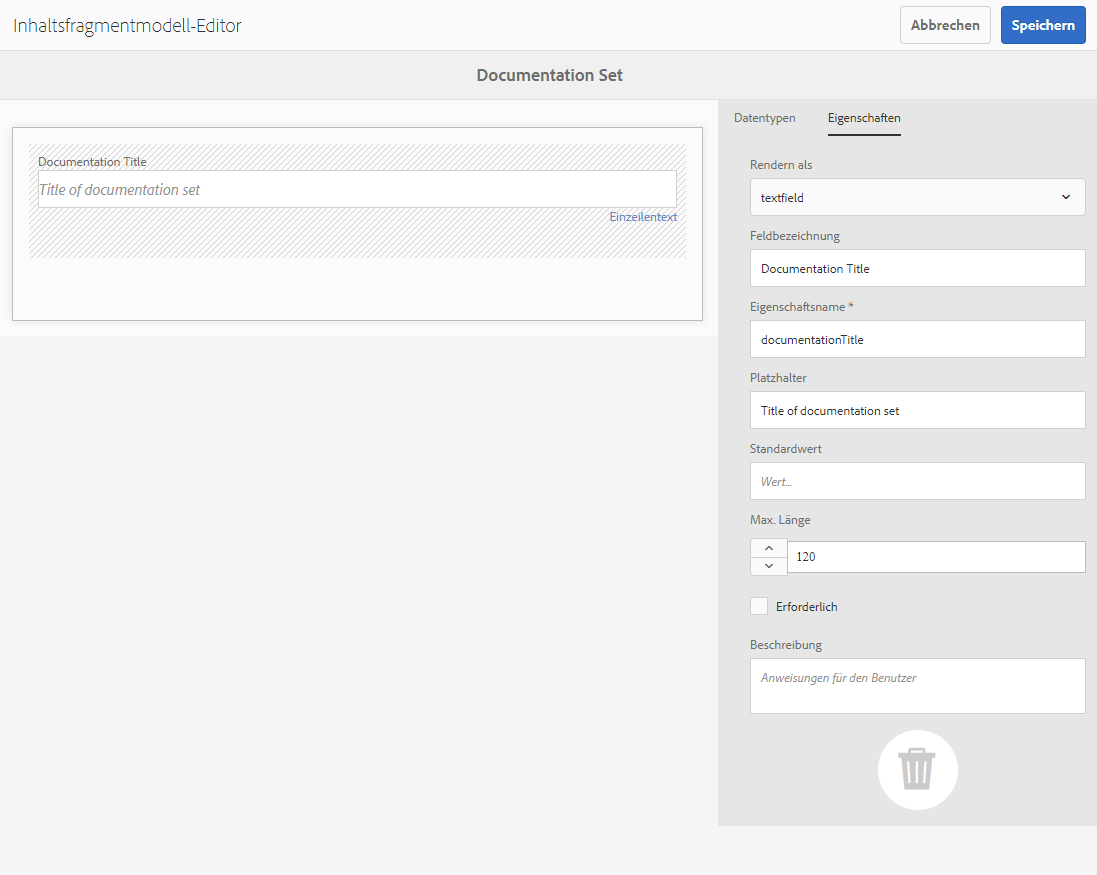 Inhaltsfragmentmodell-Editor
Abbrechen
Speichern
Documentation Set
Documentation Title
Title of documentation set
Einzeilentext
Datentypen
Eigenschaften
Rendern als
textfield
Feldbezeichnung
Documentation Title
Eigenschaftsname *
documentationTitle
Platzhalter
Title of documentation set
Standardwert
Wert...
Max. Länge
120
Erforderlich
Beschreibung
Anweisungen für den Benutzer